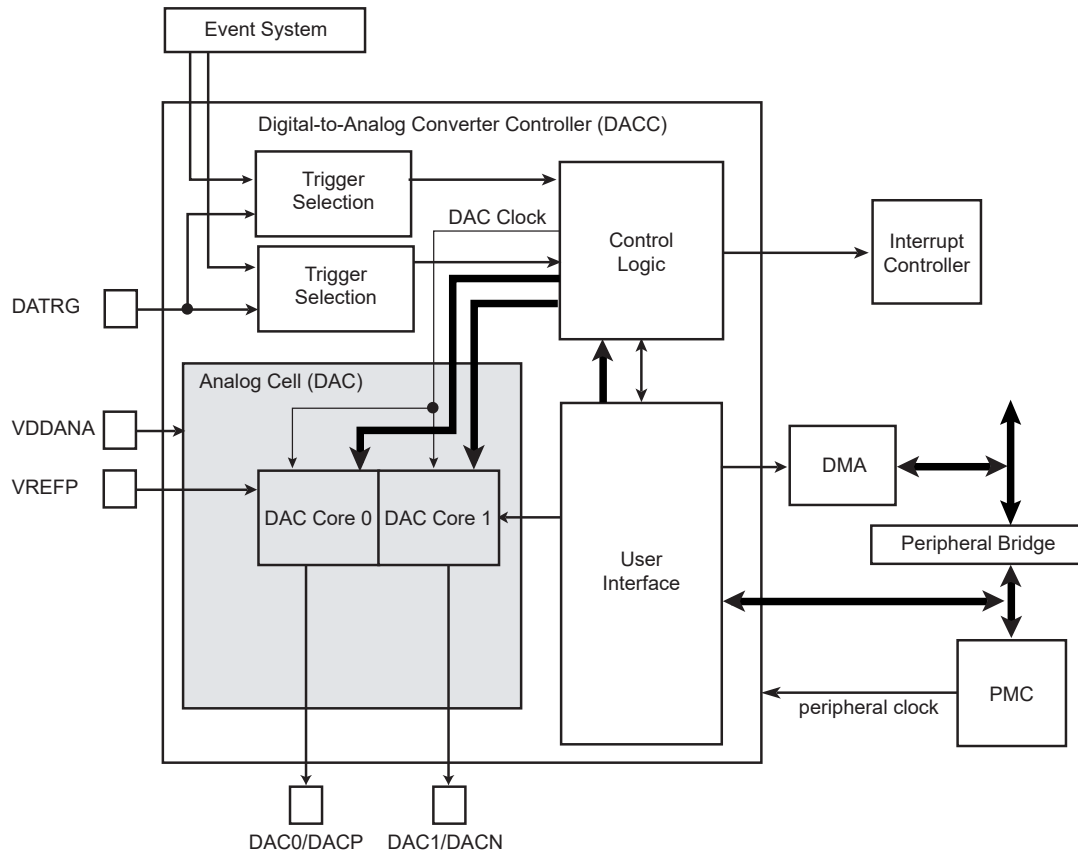 Event System
Digital-to-Analog Converter Controller (DACC)
Trigger
Selection
DAC Clock
Control
Logic
Interrupt
Controller
Trigger
Selection
DATRG
Analog Cell (DAC)
VDDANA
VREFP
DMA
DAC Core 0
DAC Core 1
Peripheral Bridge
User
Interface
PMC
peripheral clock
DAC0/DACP
DAC1/DACN